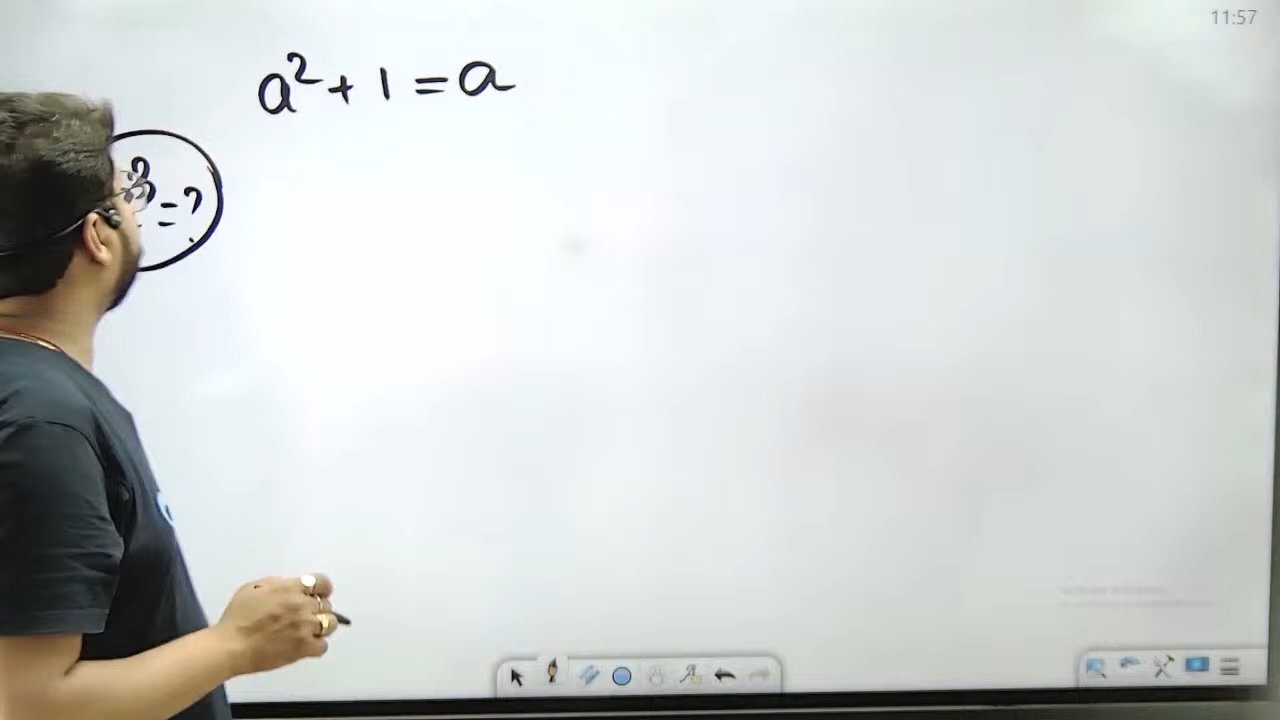 11:57
a² + 1 = a
= ?